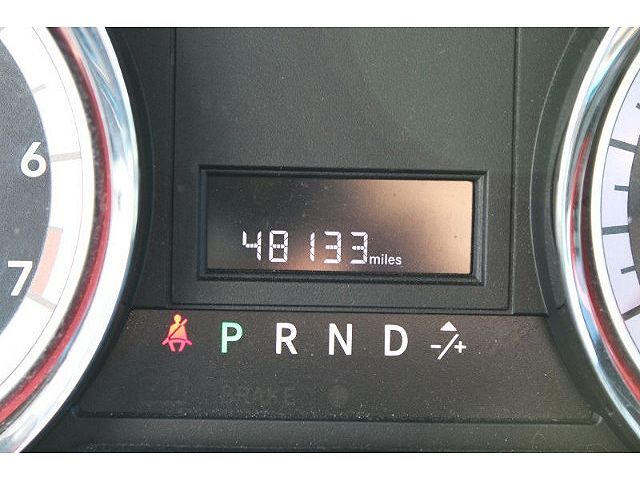 6
7
48133 miles
P R N D -/+
BRAKE